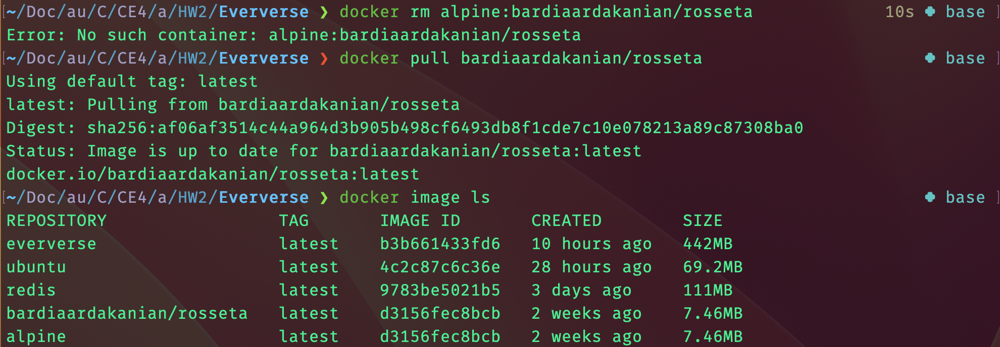 [~/Doc/au/C/CE4/a/HW2/Eververse ❯ docker rm alpine:bardiaardakanian/rosseta 10s ✤ base ]
Error: No such container: alpine:bardiaardakanian/rosseta
[~/Doc/au/C/CE4/a/HW2/Eververse ❯ docker pull bardiaardakanian/rosseta ✤ base ]
Using default tag: latest
latest: Pulling from bardiaardakanian/rosseta
Digest: sha256:af06af3514c44a964d3b905b498cf6493db8f1cde7c10e078213a89c87308ba0
Status: Image is up to date for bardiaardakanian/rosseta:latest
docker.io/bardiaardakanian/rosseta:latest
[~/Doc/au/C/CE4/a/HW2/Eververse ❯ docker image ls ✤ base ]
REPOSITORY TAG IMAGE ID CREATED SIZE
eververse latest b3b661433fd6 10 hours ago 442MB
ubuntu latest 4c2c87c6c36e 28 hours ago 69.2MB
redis latest 9783be5021b5 3 days ago 111MB
bardiaardakanian/rosseta latest d3156fec8bcb 2 weeks ago 7.46MB
alpine latest d3156fec8bcb 2 weeks ago 7.46MB